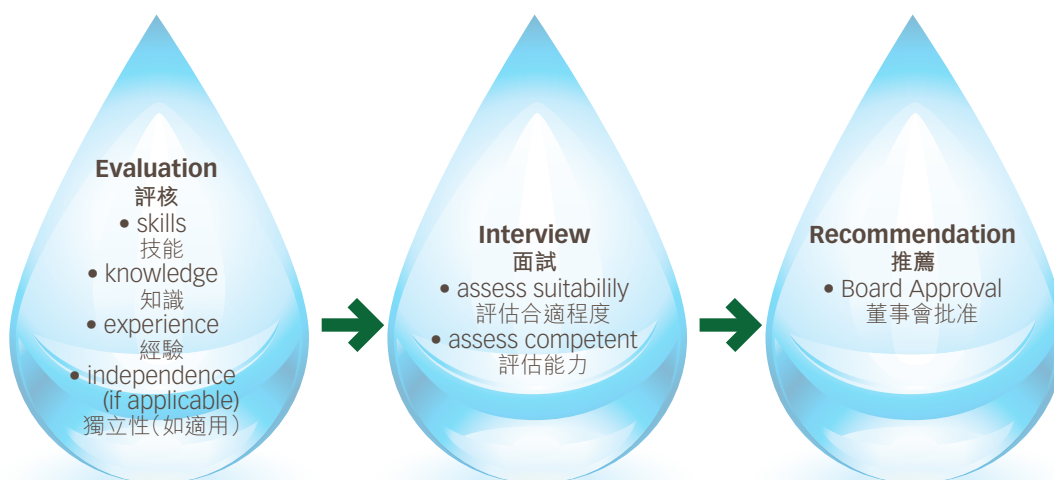 Evaluation
評核
• skills
技能
• knowledge
知識
• experience
經驗
• independence
(if applicable)
獨立性(如適用)
Interview
面試
• assess suitabilily
評估合適程度
• assess competent
評估能力
Recommendation
推薦
• Board Approval
董事會批准